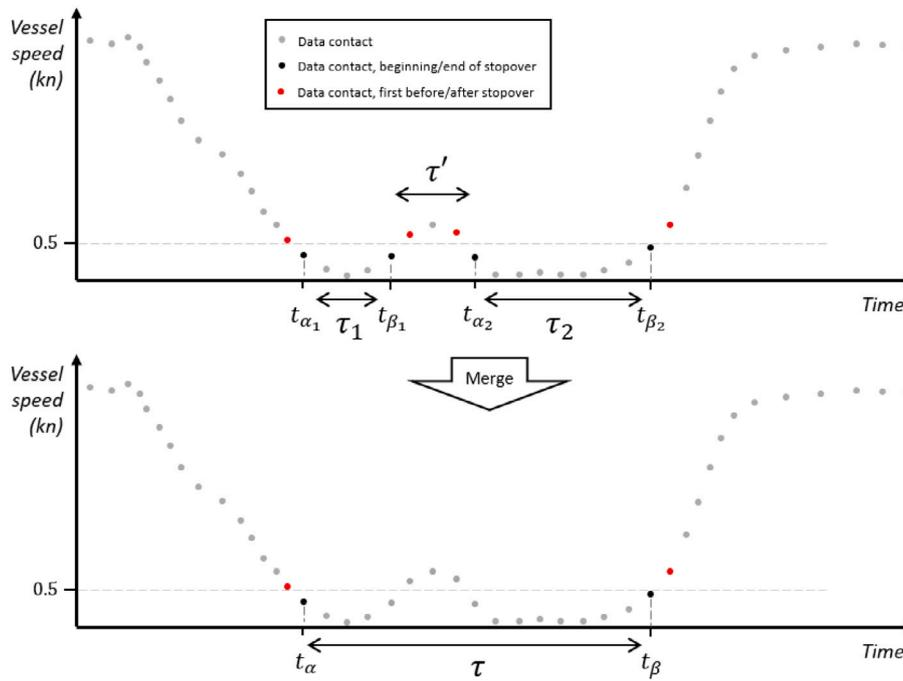 Vessel
speed
(kn)
Data contact
Data contact, beginning/end of stopover
Data contact, first before/after stopover
τ′
0.5
t_α₁
τ₁
t_β₁
t_α₂
τ₂
t_β₂
Time
Merge
Vessel
speed
(kn)
0.5
t_α
τ
t_β
Time